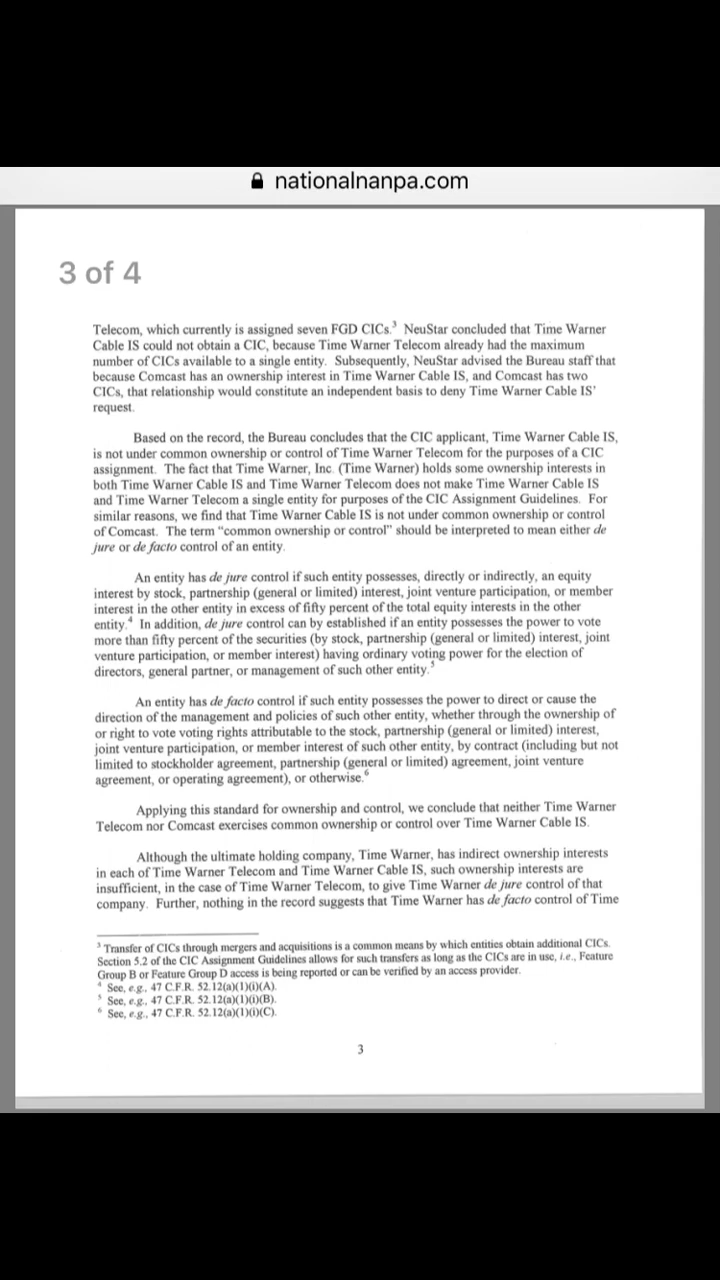 nationalnanpa.com
3 of 4
Telecom, which currently is assigned seven FGD CICs.³ NeuStar concluded that Time Warner
Cable IS could not obtain a CIC, because Time Warner Telecom already had the maximum
number of CICs available to a single entity. Subsequently, NeuStar advised the Bureau staff that
because Comcast has an ownership interest in Time Warner Cable IS, and Comcast has two
CICs, that relationship would constitute an independent basis to deny Time Warner Cable IS'
request.
Based on the record, the Bureau concludes that the CIC applicant, Time Warner Cable IS,
is not under common ownership or control of Time Warner Telecom for the purposes of a CIC
assignment. The fact that Time Warner, Inc. (Time Warner) holds some ownership interests in
both Time Warner Cable IS and Time Warner Telecom does not make Time Warner Cable IS
and Time Warner Telecom a single entity for purposes of the CIC Assignment Guidelines. For
similar reasons, we find that Time Warner Cable IS is not under common ownership or control
of Comcast. The term "common ownership or control" should be interpreted to mean either de
jure or de facto control of an entity.
An entity has de jure control if such entity possesses, directly or indirectly, an equity
interest by stock, partnership (general or limited) interest, joint venture participation, or member
interest in the other entity in excess of fifty percent of the total equity interests in the other
entity.⁴ In addition, de jure control can by established if an entity possesses the power to vote
more than fifty percent of the securities (by stock, partnership (general or limited) interest, joint
venture participation, or member interest) having ordinary voting power for the election of
directors, general partner, or management of such other entity.⁵
An entity has de facto control if such entity possesses the power to direct or cause the
direction of the management and policies of such other entity, whether through the ownership of
or right to vote voting rights attributable to the stock, partnership (general or limited) interest,
joint venture participation, or member interest of such other entity, by contract (including but not
limited to stockholder agreement, partnership (general or limited) agreement, joint venture
agreement, or operating agreement), or otherwise.⁶
Applying this standard for ownership and control, we conclude that neither Time Warner
Telecom nor Comcast exercises common ownership or control over Time Warner Cable IS.
Although the ultimate holding company, Time Warner, has indirect ownership interests
in each of Time Warner Telecom and Time Warner Cable IS, such ownership interests are
insufficient, in the case of Time Warner Telecom, to give Time Warner de jure control of that
company. Further, nothing in the record suggests that Time Warner has de facto control of Time
³ Transfer of CICs through mergers and acquisitions is a common means by which entities obtain additional CICs.
Section 5.2 of the CIC Assignment Guidelines allows for such transfers as long as the CICs are in use, i.e., Feature
Group B or Feature Group D access is being reported or can be verified by an access provider.
⁴ See, e.g., 47 C.F.R. 52.12(a)(1)(i)(A).
⁵ See, e.g., 47 C.F.R. 52.12(a)(1)(i)(B).
⁶ See, e.g., 47 C.F.R. 52.12(a)(1)(i)(C).
3